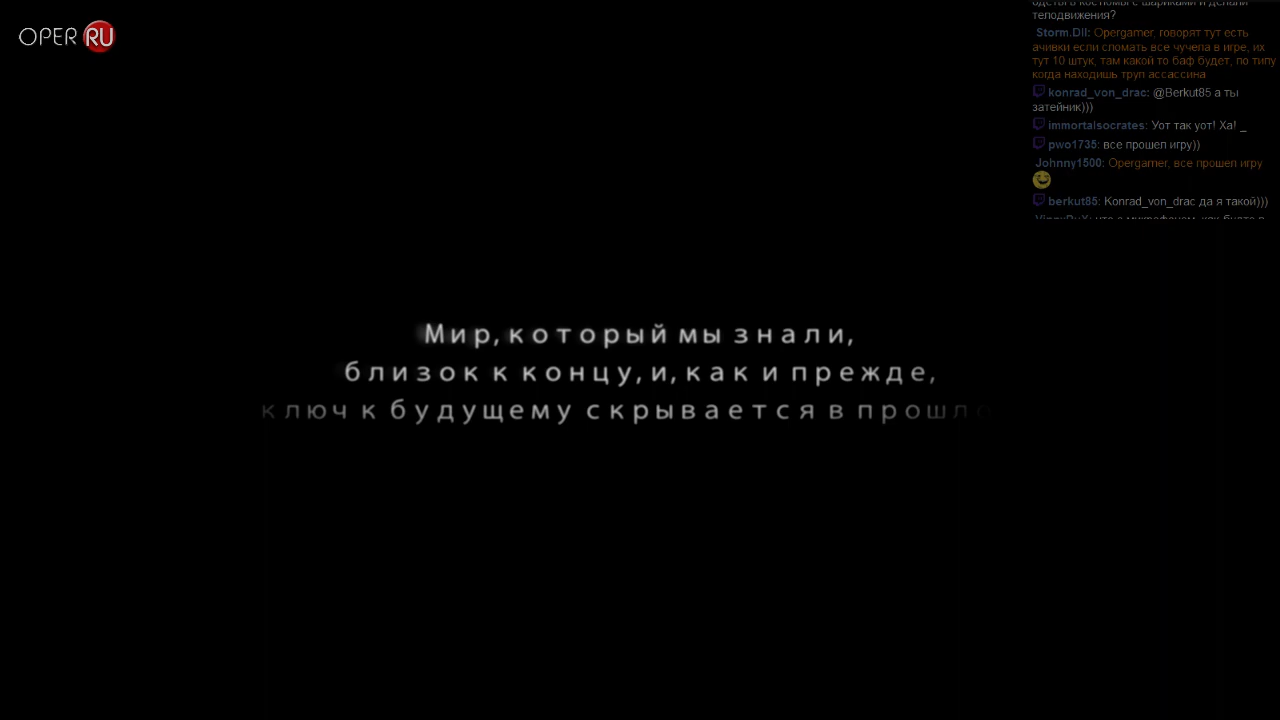 OPER RU
теподвижения?
Storm.Dll: Opergamer, говорят тут есть
ачивки если сломать все чучела в игре, их
тут 10 штук, там какой то баф будет, по типу
когда находишь труп ассассина
konrad_von_drac: @Berkut85 а ты
затейник)))
immortalsocrates: Уот так уот! Ха! _
pwo1735: все прошел игру))
Johnny1500: Opergamer, все прошел игру
berkut85: Konrad_von_drac да я такой)))
Мир, который мы знали,
близок к концу, и, как и прежде,
ключ к будущему скрывается в прошло